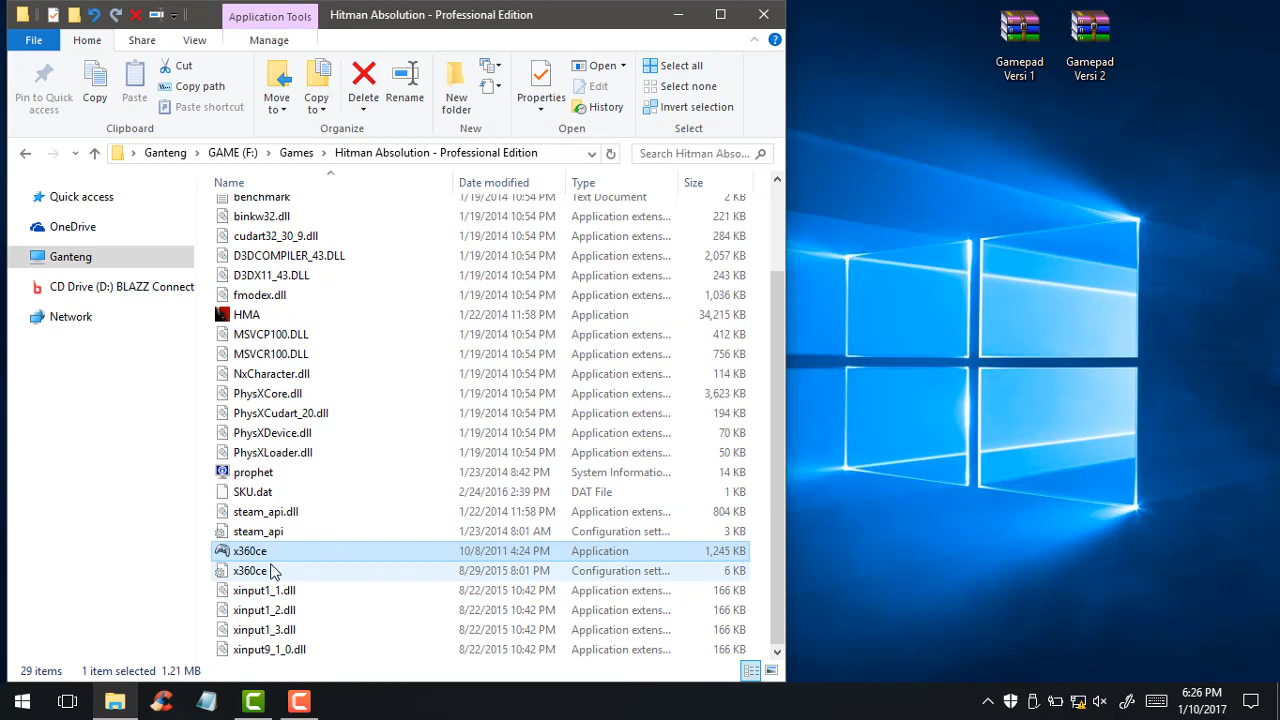 Application Tools
Hitman Absolution - Professional Edition
File
Home
Share
View
Manage
Pin to Quick access
Copy
Paste
Cut
Copy path
Paste shortcut
Clipboard
Move to
Copy to
Delete
Rename
Organize
New folder
New
Properties
Open
Edit
History
Open
Select all
Select none
Invert selection
Select
Ganteng
GAME (F:)
Games
Hitman Absolution - Professional Edition
Search Hitman Abso...
Quick access
OneDrive
Ganteng
CD Drive (D:) BLAZZ Connect
Network
Name Date modified Type Size
benchmark 1/19/2014 10:54 PM Text Document 2 KB
binkw32.dll 1/19/2014 10:54 PM Application extens... 221 KB
cudart32_30_9.dll 1/19/2014 10:54 PM Application extens... 284 KB
D3DCOMPILER_43.DLL 1/19/2014 10:54 PM Application extens... 2,057 KB
D3DX11_43.DLL 1/19/2014 10:54 PM Application extens... 243 KB
fmodex.dll 1/19/2014 10:54 PM Application extens... 1,036 KB
HMA 1/22/2014 11:58 PM Application 34,215 KB
MSVCP100.DLL 1/19/2014 10:54 PM Application extens... 412 KB
MSVCR100.DLL 1/19/2014 10:54 PM Application extens... 756 KB
NxCharacter.dll 1/19/2014 10:54 PM Application extens... 114 KB
PhysXCore.dll 1/19/2014 10:54 PM Application extens... 3,623 KB
PhysXCudart_20.dll 1/19/2014 10:54 PM Application extens... 194 KB
PhysXDevice.dll 1/19/2014 10:54 PM Application extens... 70 KB
PhysXLoader.dll 1/19/2014 10:54 PM Application extens... 50 KB
prophet 1/23/2014 8:42 PM System Informatio... 14 KB
SKU.dat 2/24/2016 2:39 PM DAT File 1 KB
steam_api.dll 1/22/2014 11:58 PM Application extens... 804 KB
steam_api 1/23/2014 8:01 AM Configuration sett... 3 KB
x360ce 10/8/2011 4:24 PM Application 1,245 KB
x360ce 8/29/2015 8:01 PM Configuration sett... 6 KB
xinput1_1.dll 8/22/2015 10:42 PM Application extens... 166 KB
xinput1_2.dll 8/22/2015 10:42 PM Application extens... 166 KB
xinput1_3.dll 8/22/2015 10:42 PM Application extens... 166 KB
xinput9_1_0.dll 8/22/2015 10:42 PM Application extens... 166 KB
29 items 1 item selected 1.21 MB
Gamepad
Versi 1
Gamepad
Versi 2
6:26 PM
1/10/2017